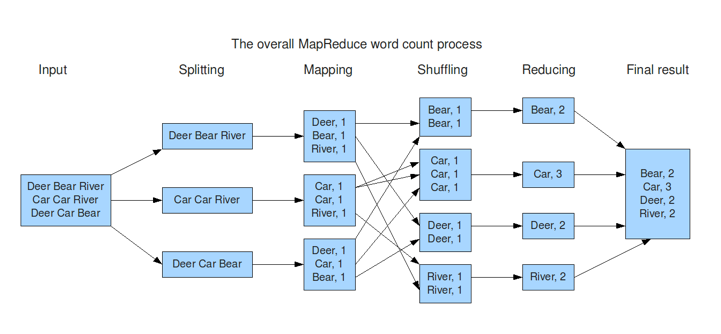 The overall MapReduce word count process
Input
Splitting
Mapping
Shuffling
Reducing
Final result
Deer Bear River
Car Car River
Deer Car Bear
Deer Bear River
Car Car River
Deer Car Bear
Deer, 1
Bear, 1
River, 1
Car, 1
Car, 1
River, 1
Deer, 1
Car, 1
Bear, 1
Bear, 1
Bear, 1
Car, 1
Car, 1
Car, 1
Deer, 1
Deer, 1
River, 1
River, 1
Bear, 2
Car, 3
Deer, 2
River, 2
Bear, 2
Car, 3
Deer, 2
River, 2